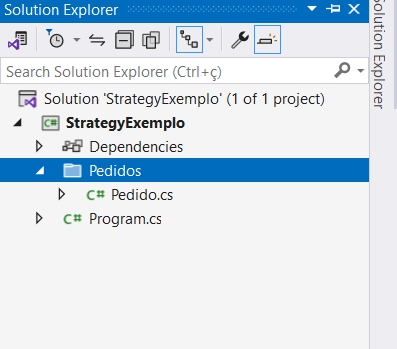 Solution Explorer
Search Solution Explorer (Ctrl+ç)
Solution 'StrategyExemplo' (1 of 1 project)
C# StrategyExemplo
Dependencies
Pedidos
C# Pedido.cs
C# Program.cs
Solution Explorer